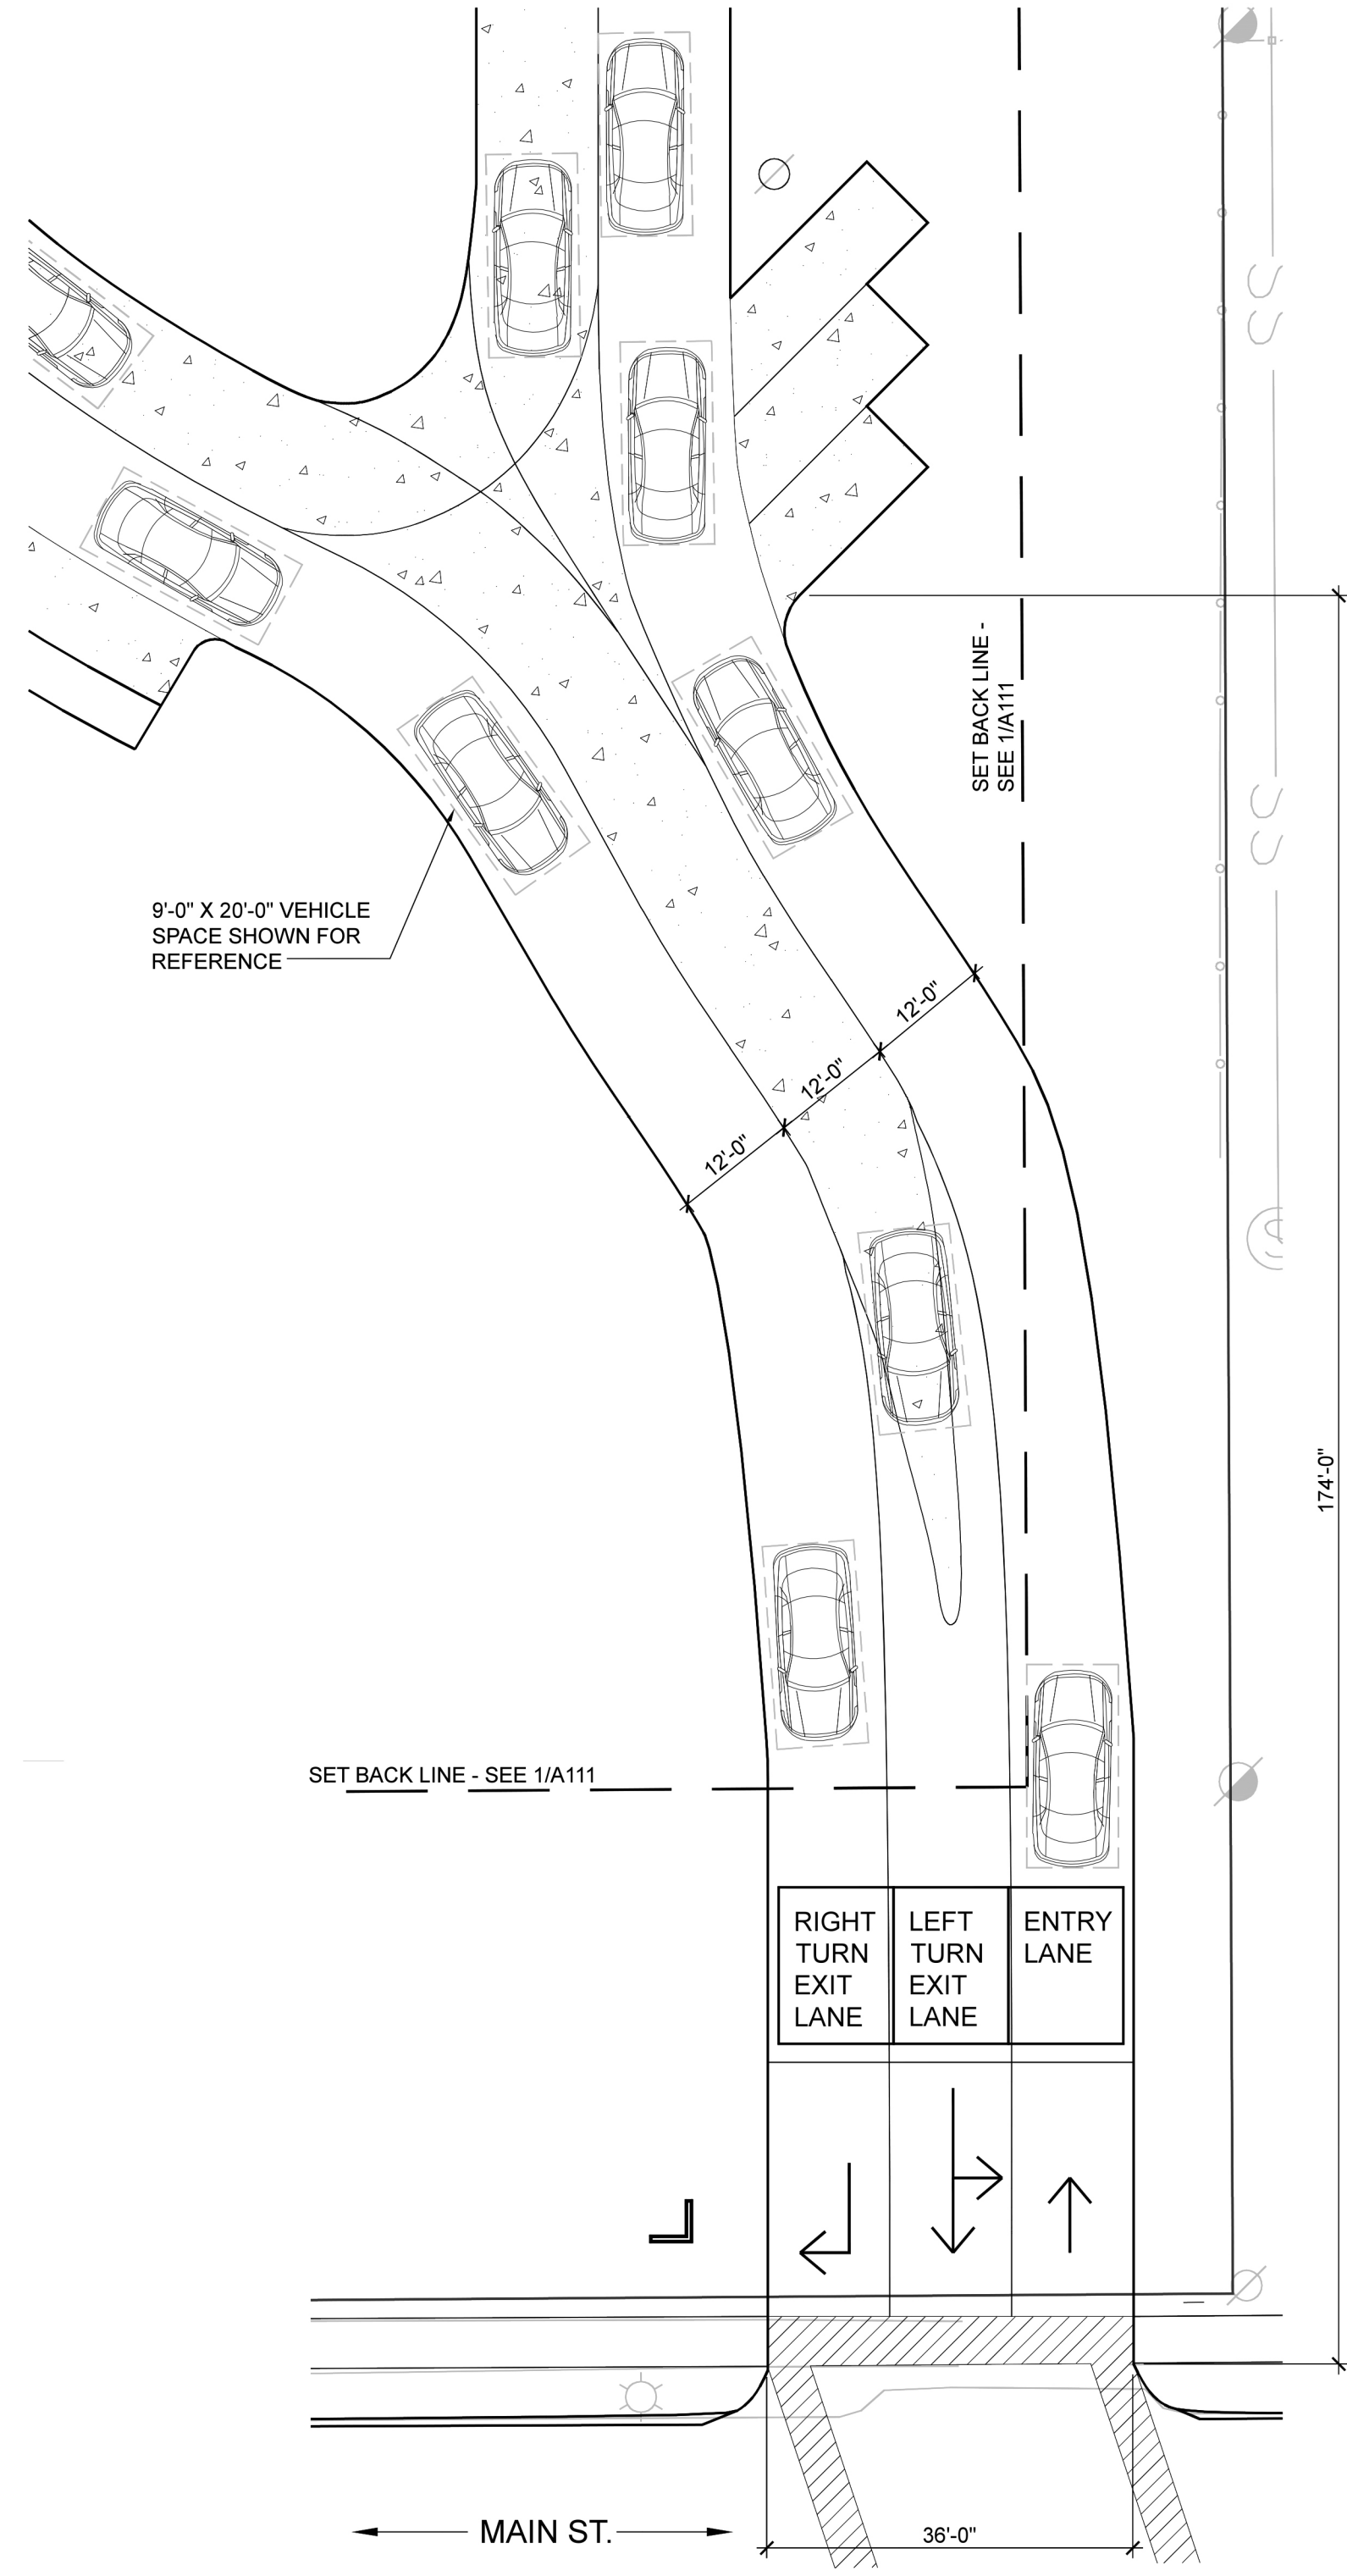 SET BACK LINE -
SEE 1/A111
9'-0" X 20'-0" VEHICLE
SPACE SHOWN FOR
REFERENCE
12'-0"
12'-0"
12'-0"
174'-0"
SET BACK LINE - SEE 1/A111
RIGHT
TURN
EXIT
LANE
LEFT
TURN
EXIT
LANE
ENTRY
LANE
MAIN ST.
36'-0"
SS
SS
S